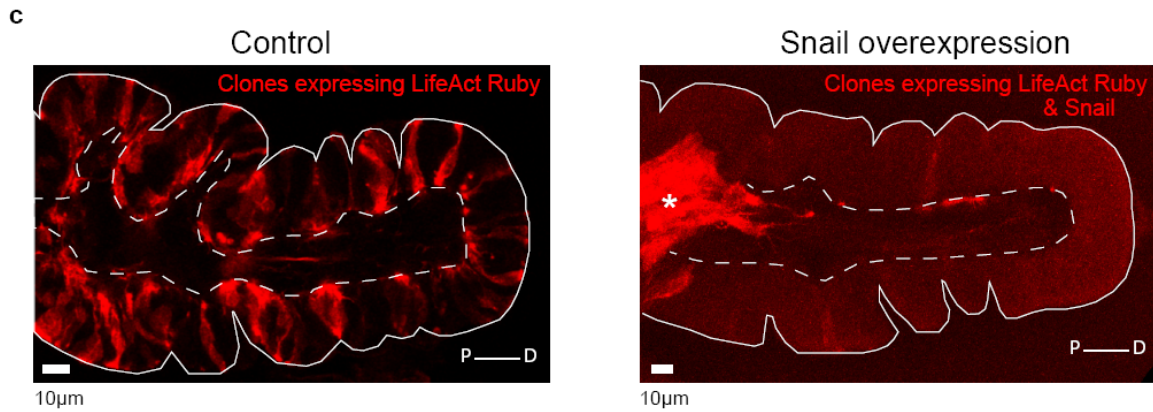 c
Control
Clones expressing LifeAct Ruby
P D
10µm
Snail overexpression
Clones expressing LifeAct Ruby
& Snail
*
P D
10µm